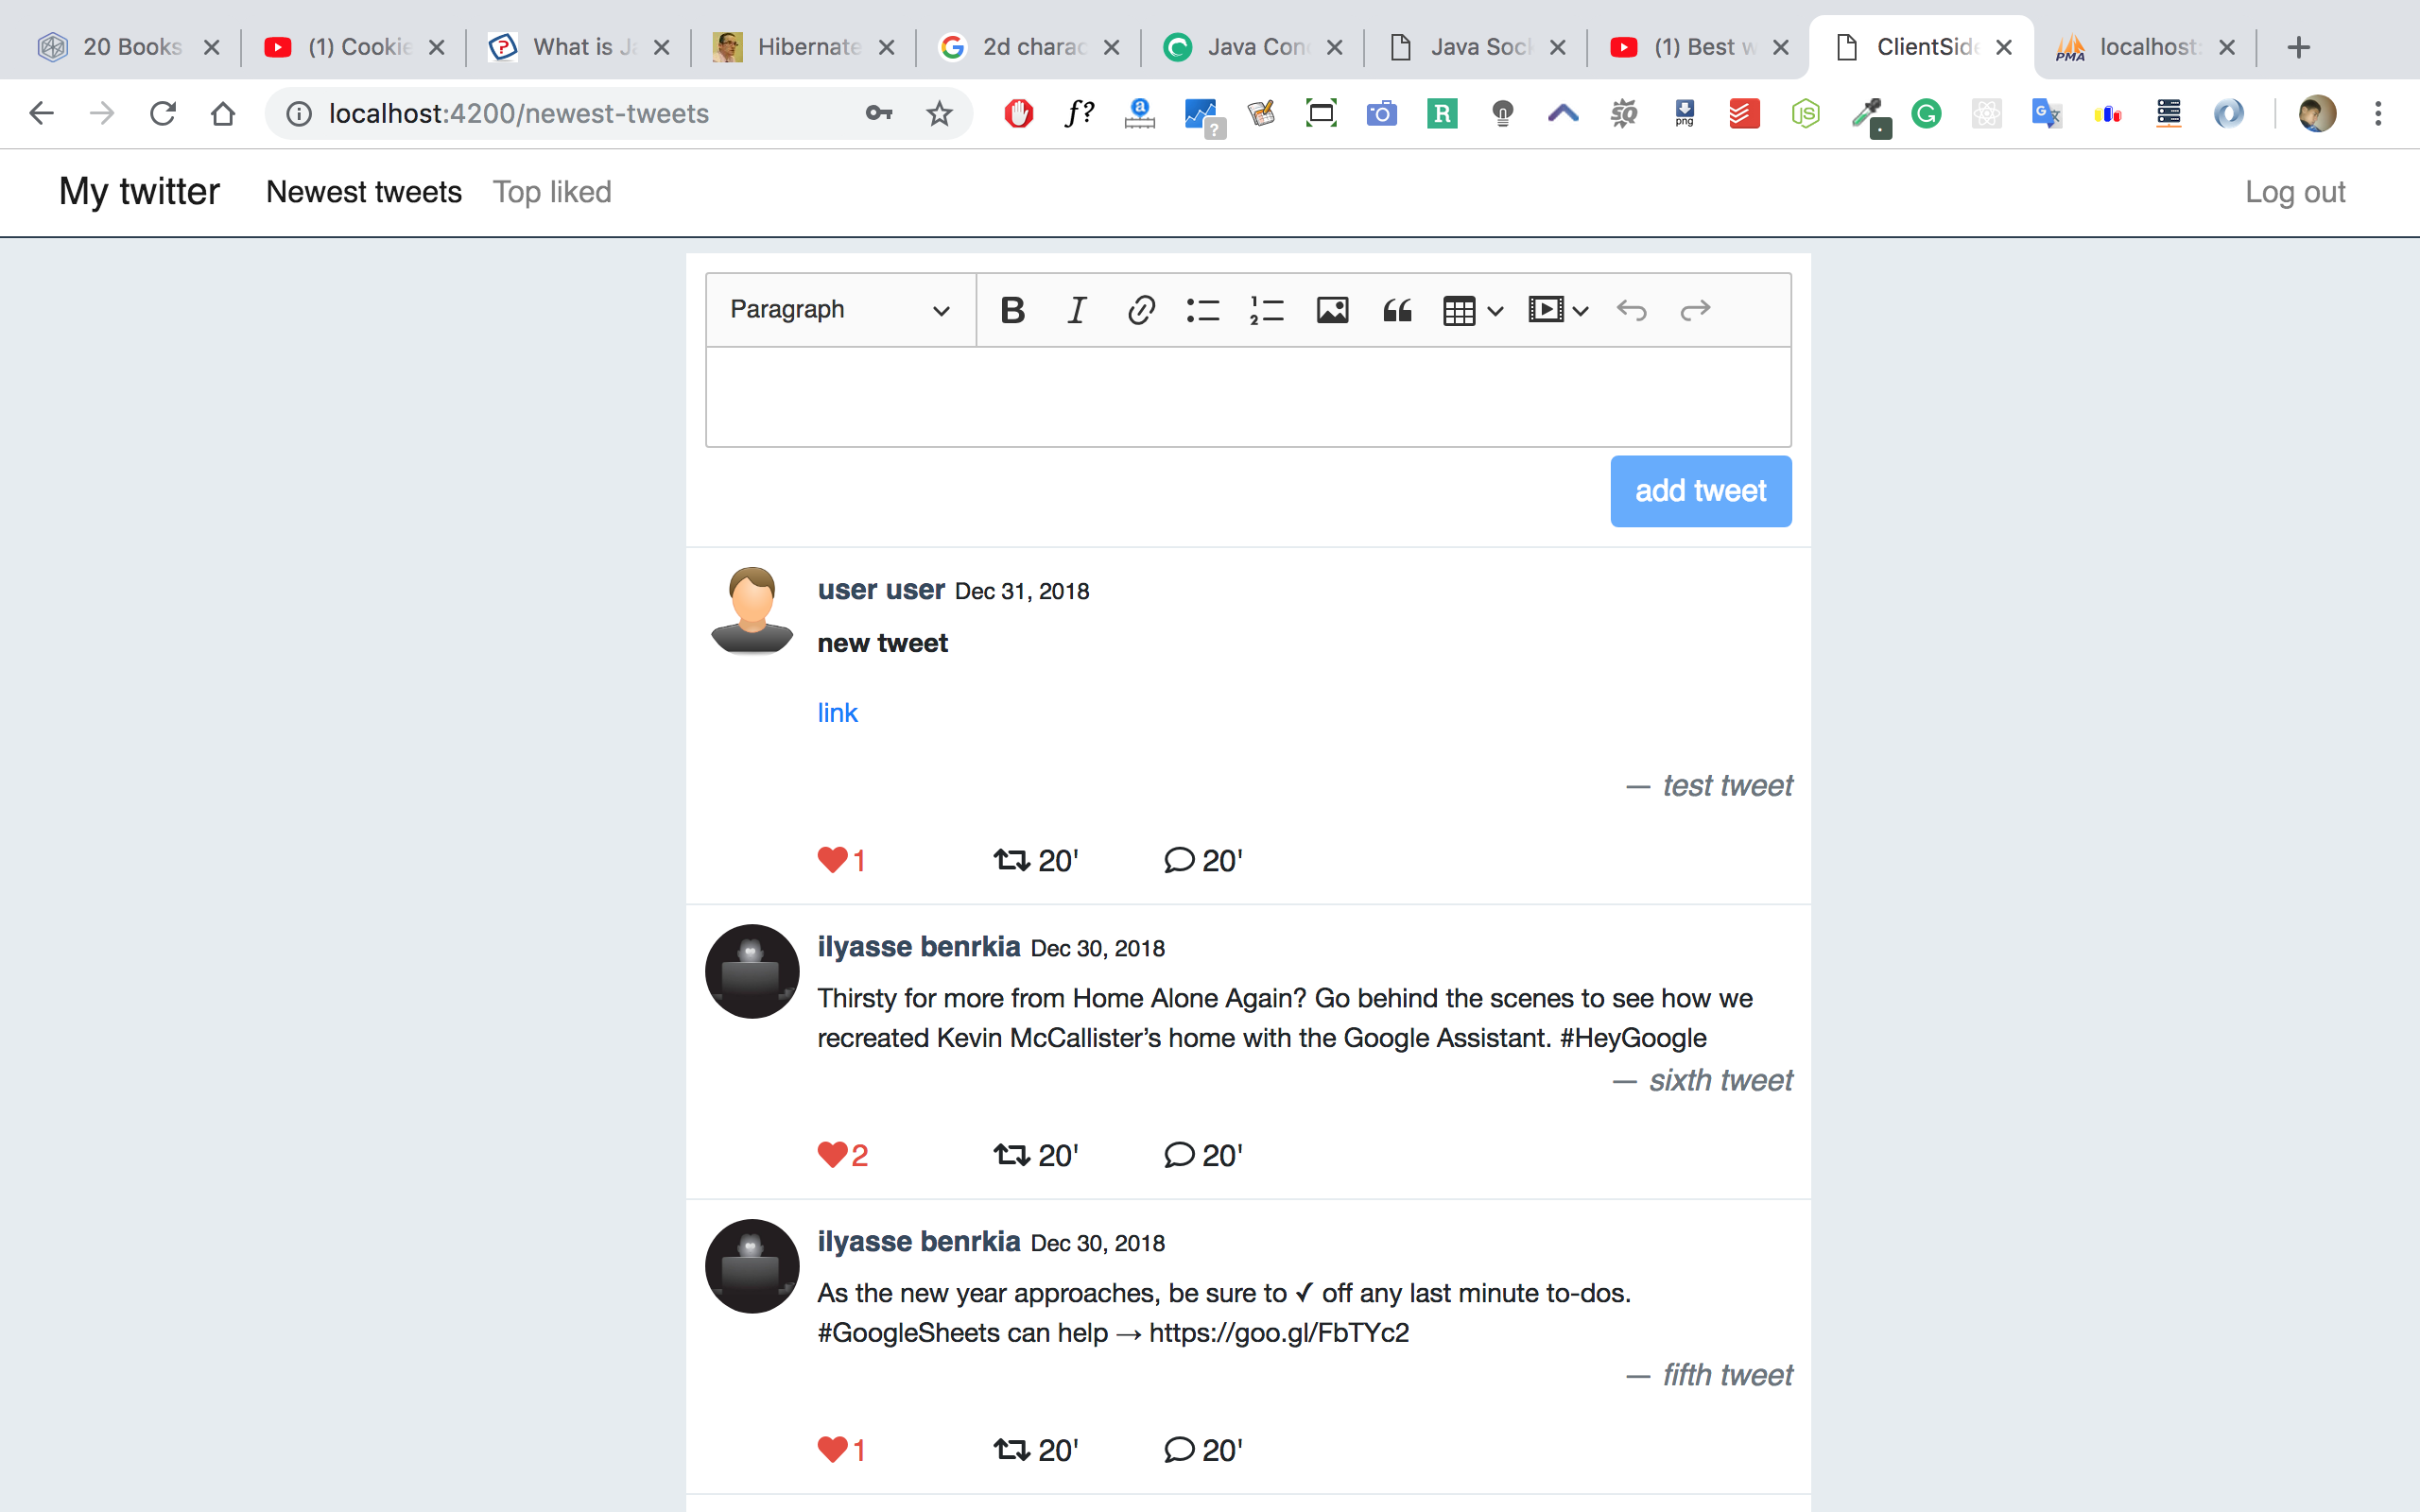 20 Books
(1) Cookie
What is Ja
Hibernate
2d charac
Java Con
Java Sock
(1) Best w
ClientSide
PMA
localhost:
localhost:4200/newest-tweets
My twitter
Newest tweets
Top liked
Log out
Paragraph
add tweet
user user Dec 31, 2018
new tweet
link
— test tweet
1
20'
20'
ilyasse benrkia Dec 30, 2018
Thirsty for more from Home Alone Again? Go behind the scenes to see how we
recreated Kevin McCallister’s home with the Google Assistant. #HeyGoogle
— sixth tweet
2
20'
20'
ilyasse benrkia Dec 30, 2018
As the new year approaches, be sure to ✓ off any last minute to-dos.
#GoogleSheets can help → https://goo.gl/FbTYc2
— fifth tweet
1
20'
20'